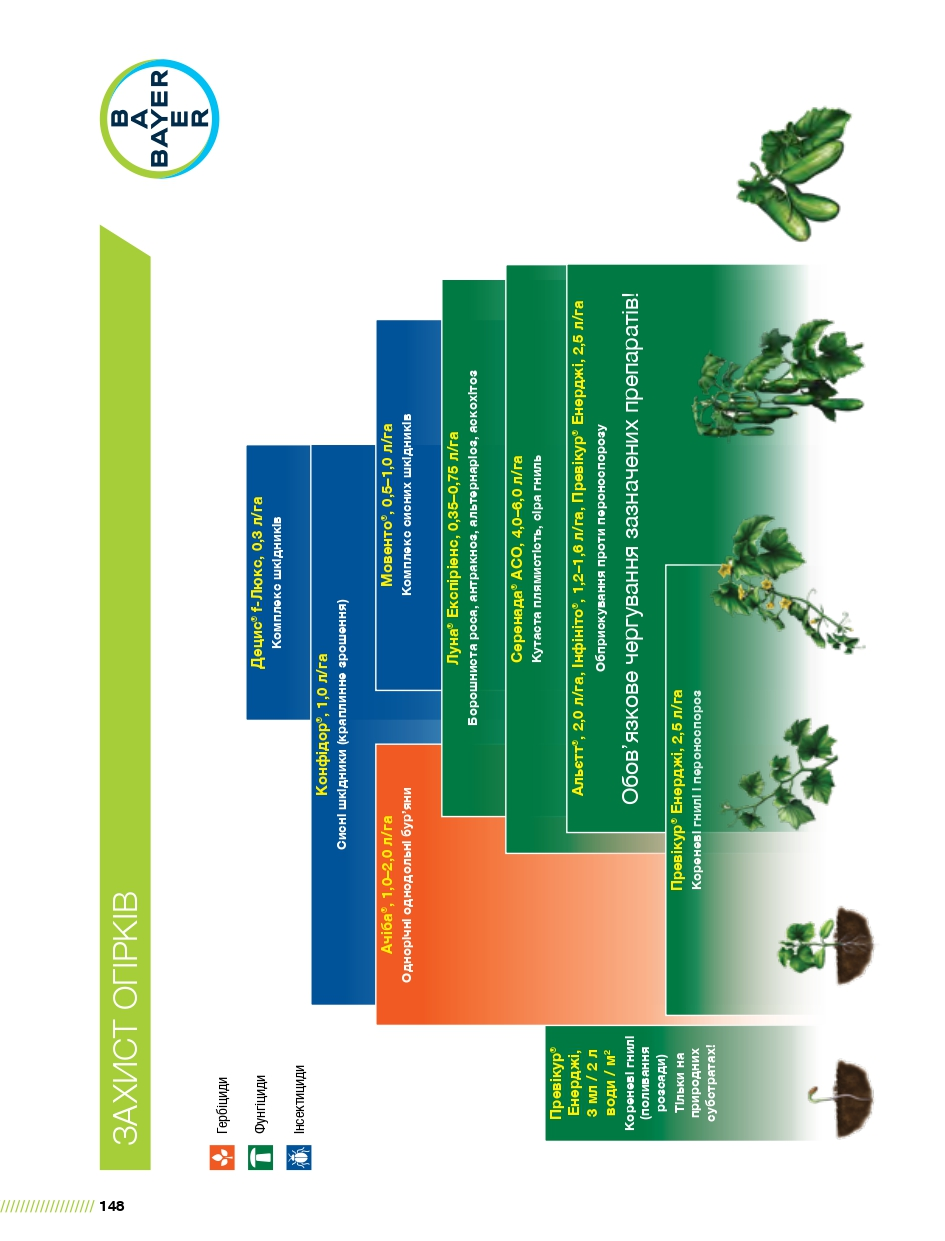 ЗАХИСТ ОГІРКІВ
B
A
BAYER
E
R
Гербіциди
Фунгіциди
Інсектициди
Децис® f-Люкс, 0,3 л/га
Комплекс шкідників
Конфідор®, 1,0 л/га
Сисні шкідники (краплинне зрошення)
Ачіба®, 1,0–2,0 л/га
Однорічні однодольні бур’яни
Мовенто®, 0,5–1,0 л/га
Комплекс сисних шкідників
Луна® Експіріенс, 0,35–0,75 л/га
Борошниста роса, антракноз, альтернаріоз, аскохітоз
Серенада® АСО, 4,0–6,0 л/га
Кутаста плямистість, сіра гниль
Альєтт®, 2,0 л/га, Інфініто®, 1,2–1,6 л/га, Превікур® Енерджі, 2,5 л/га
Обприскування проти пероноспорозу
Обов’язкове чергування зазначених препаратів!
Превікур® Енерджі, 2,5 л/га
Кореневі гнилі і пероноспороз
Превікур®
Енерджі,
3 мл / 2 л
води / м²
Кореневі гнилі
(поливання
розсади)
Тільки на
природних
субстратах!
148